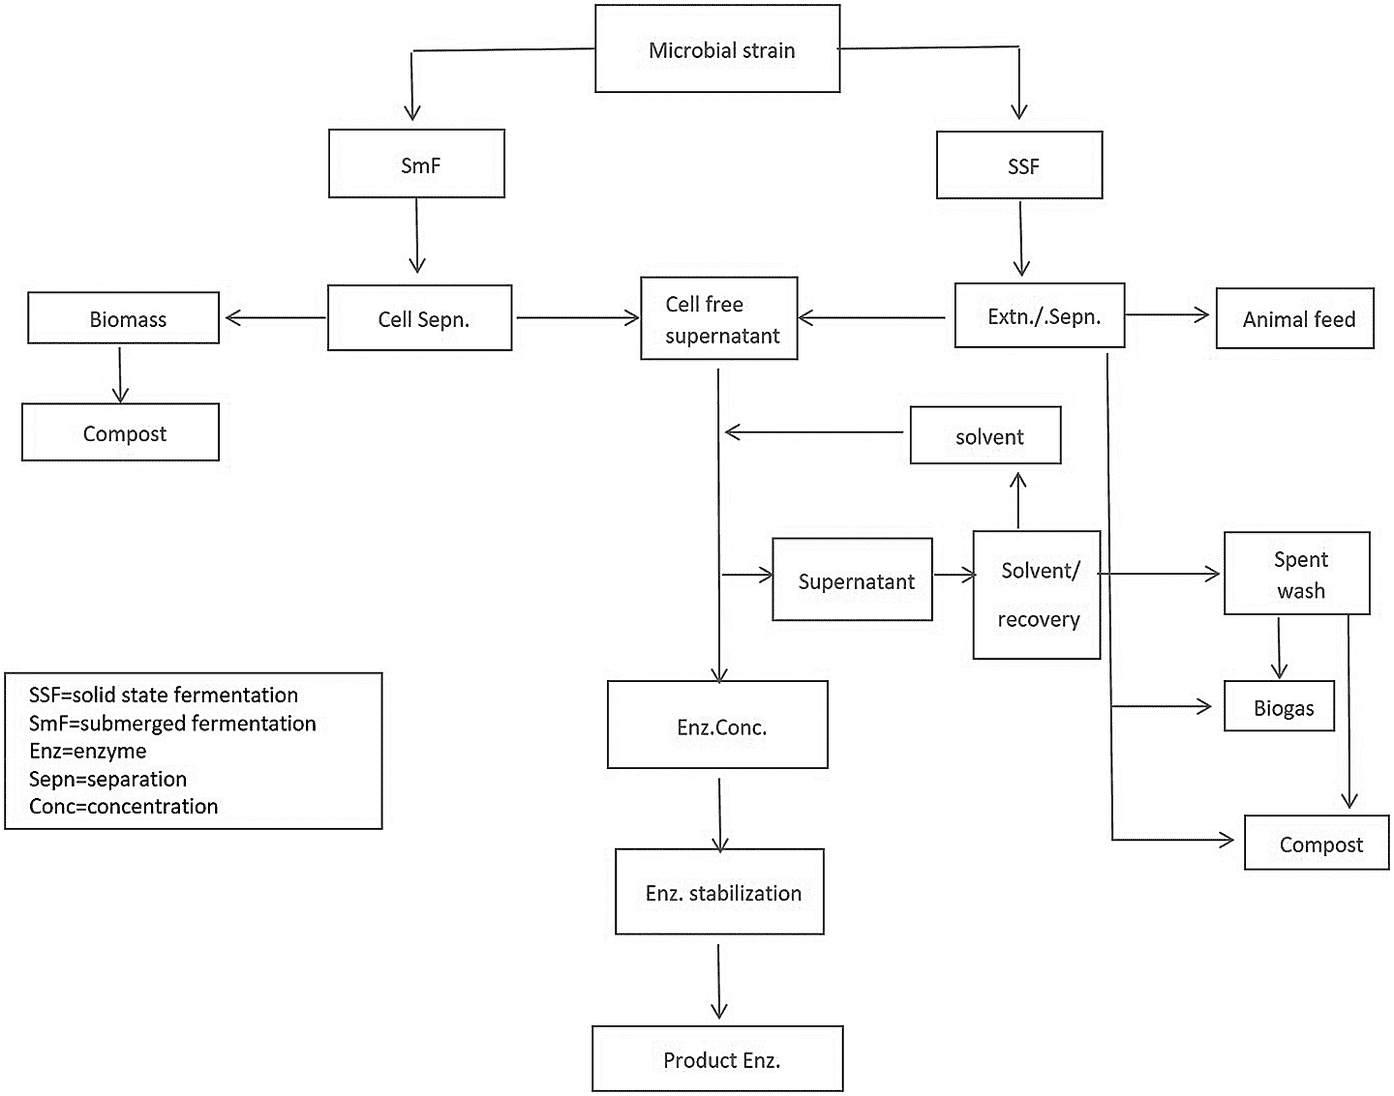 Microbial strain
SmF
SSF
Biomass
Cell Sepn.
Cell free
supernatant
Extn./.Sepn.
Animal feed
Compost
solvent
Supernatant
Solvent/
recovery
Spent
wash
Biogas
Enz.Conc.
Compost
Enz. stabilization
Product Enz.
SSF=solid state fermentation
SmF=submerged fermentation
Enz=enzyme
Sepn=separation
Conc=concentration